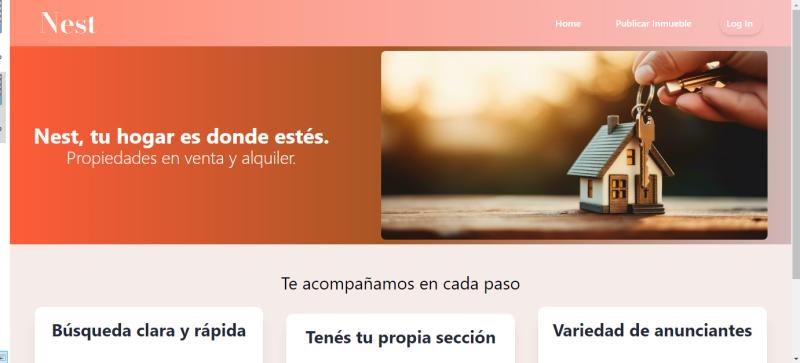 Nest
Home
Publicar Inmueble
Log In
Nest, tu hogar es donde estés.
Propiedades en venta y alquiler.
Te acompañamos en cada paso
Búsqueda clara y rápida
Tenés tu propia sección
Variedad de anunciantes